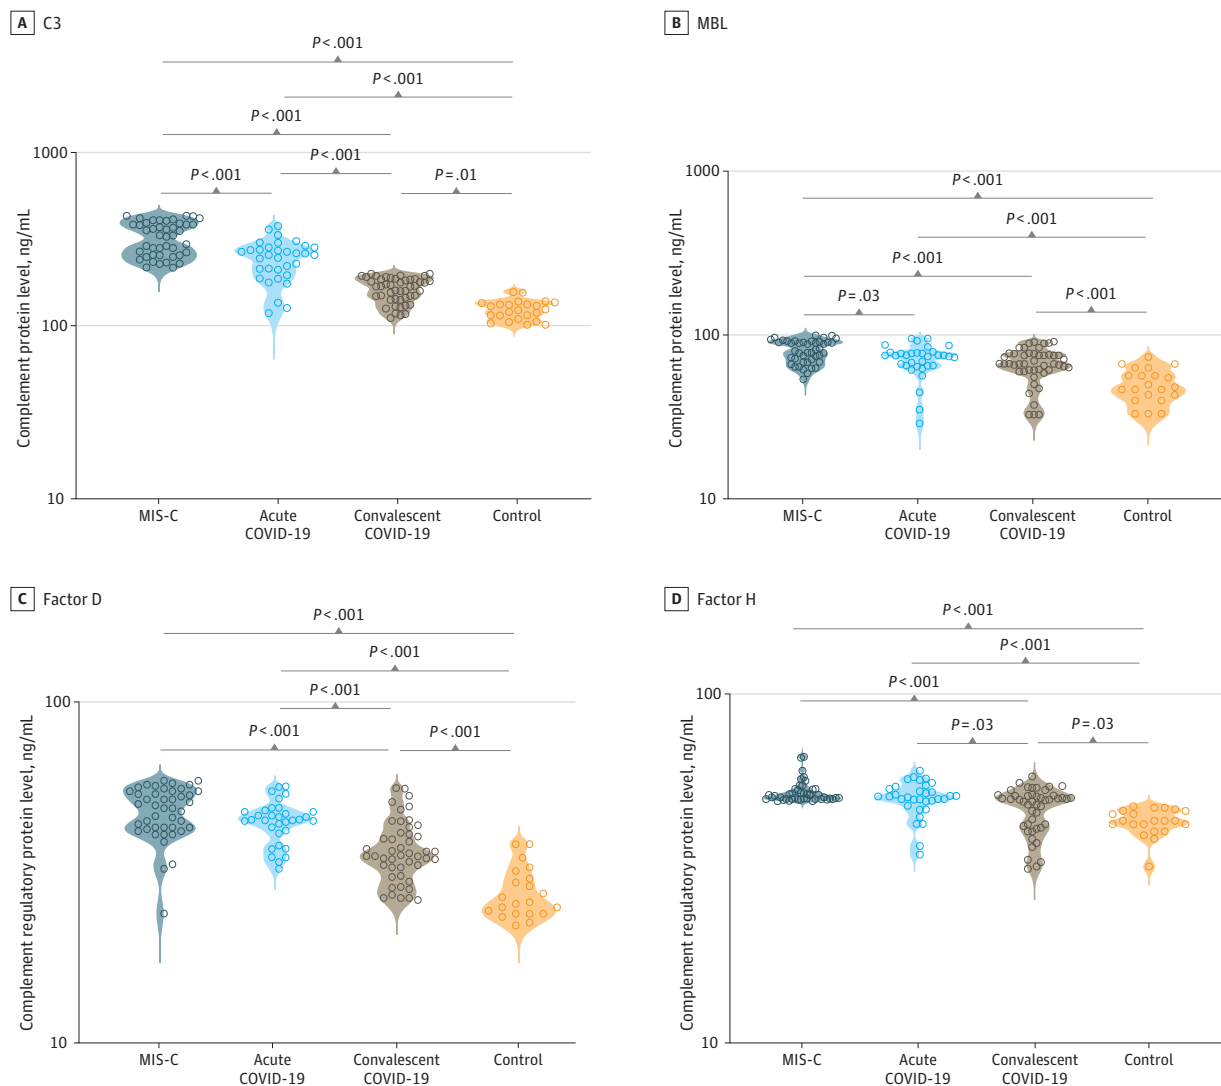 A C3
P < .001
P < .001
P < .001
P < .001
P < .001
P = .01
1000
100
10
Complement protein level, ng/mL
MIS-C
Acute
COVID-19
Convalescent
COVID-19
Control
B MBL
P < .001
P < .001
P < .001
P = .03
P < .001
1000
100
10
Complement protein level, ng/mL
MIS-C
Acute
COVID-19
Convalescent
COVID-19
Control
C Factor D
P < .001
P < .001
P < .001
P < .001
P < .001
100
10
Complement regulatory protein level, ng/mL
MIS-C
Acute
COVID-19
Convalescent
COVID-19
Control
D Factor H
P < .001
P < .001
P < .001
P = .03
P = .03
100
10
Complement regulatory protein level, ng/mL
MIS-C
Acute
COVID-19
Convalescent
COVID-19
Control